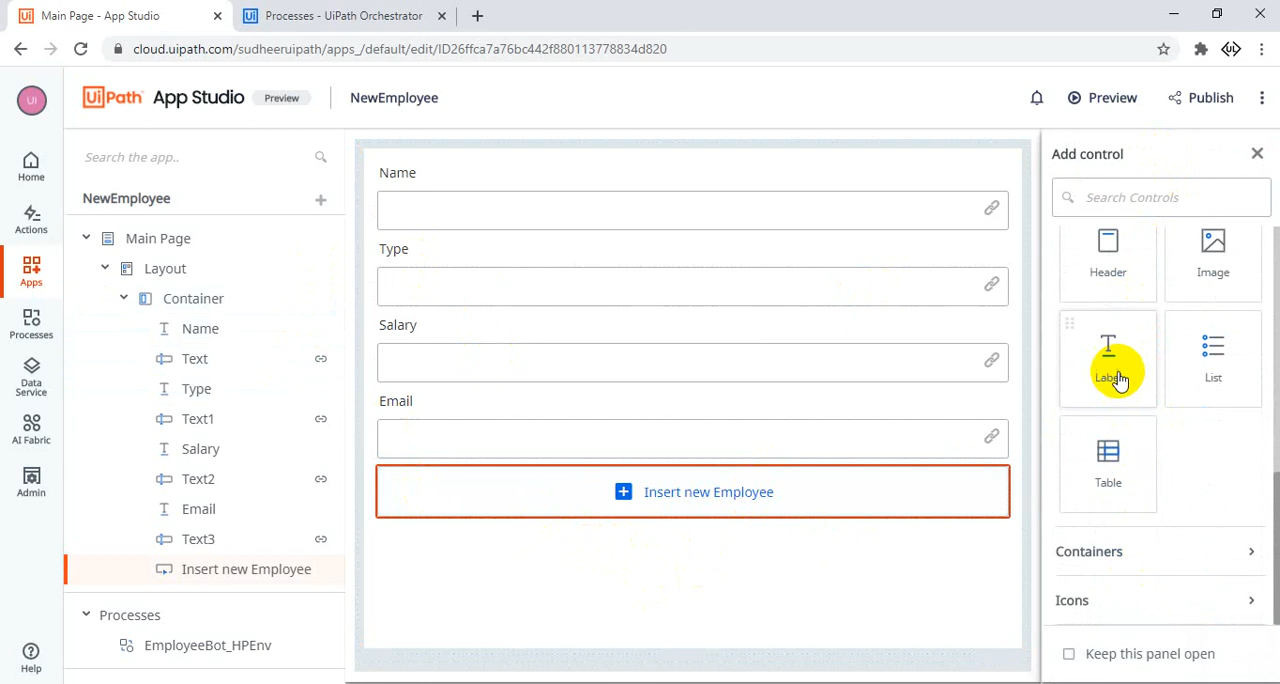 Main Page - App Studio
Processes - UiPath Orchestrator
cloud.uipath.com/sudheeruipath/apps_/default/edit/ID26ffca7a76bc442f880113778834d820
UI
UiPath App Studio Preview NewEmployee
Preview
Publish
Home
Actions
Apps
Processes
Data Service
AI Fabric
Admin
Help
Search the app..
NewEmployee
Main Page
Layout
Container
Name
Text
Type
Text1
Salary
Text2
Email
Text3
Insert new Employee
Processes
EmployeeBot_HPEnv
Name
Type
Salary
Email
Insert new Employee
Add control
Search Controls
Header
Image
Label
List
Table
Containers
Icons
Keep this panel open